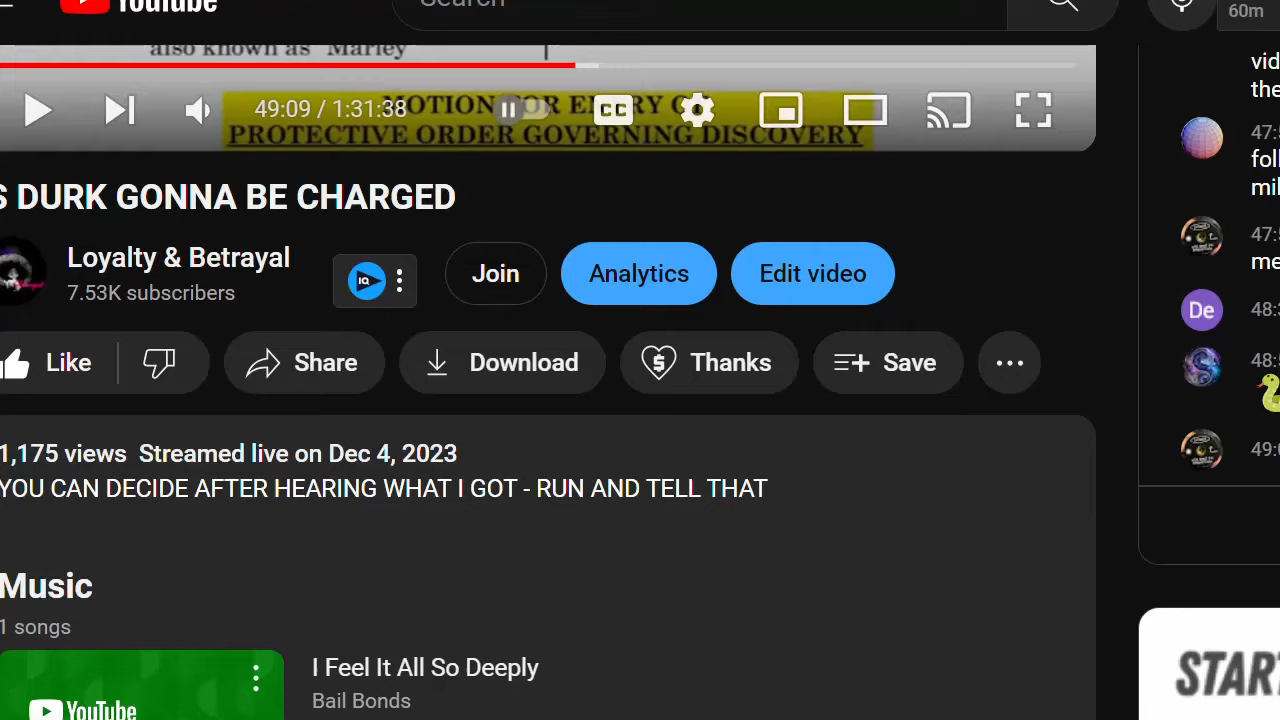 YouTube
Search
60m
also known as "Marley
49:09 / 1:31:38
MOTION FOR ENTRY OF
CC
PROTECTIVE ORDER GOVERNING DISCOVERY
S DURK GONNA BE CHARGED
Loyalty & Betrayal
7.53K subscribers
IQ
Join
Analytics
Edit video
Like
Share
Download
Thanks
Save
1,175 views Streamed live on Dec 4, 2023
YOU CAN DECIDE AFTER HEARING WHAT I GOT - RUN AND TELL THAT
Music
1 songs
I Feel It All So Deeply
Bail Bonds
YouTube
vid
the
47:
foll
mil
47:
me
De
48:
48:
49:
START